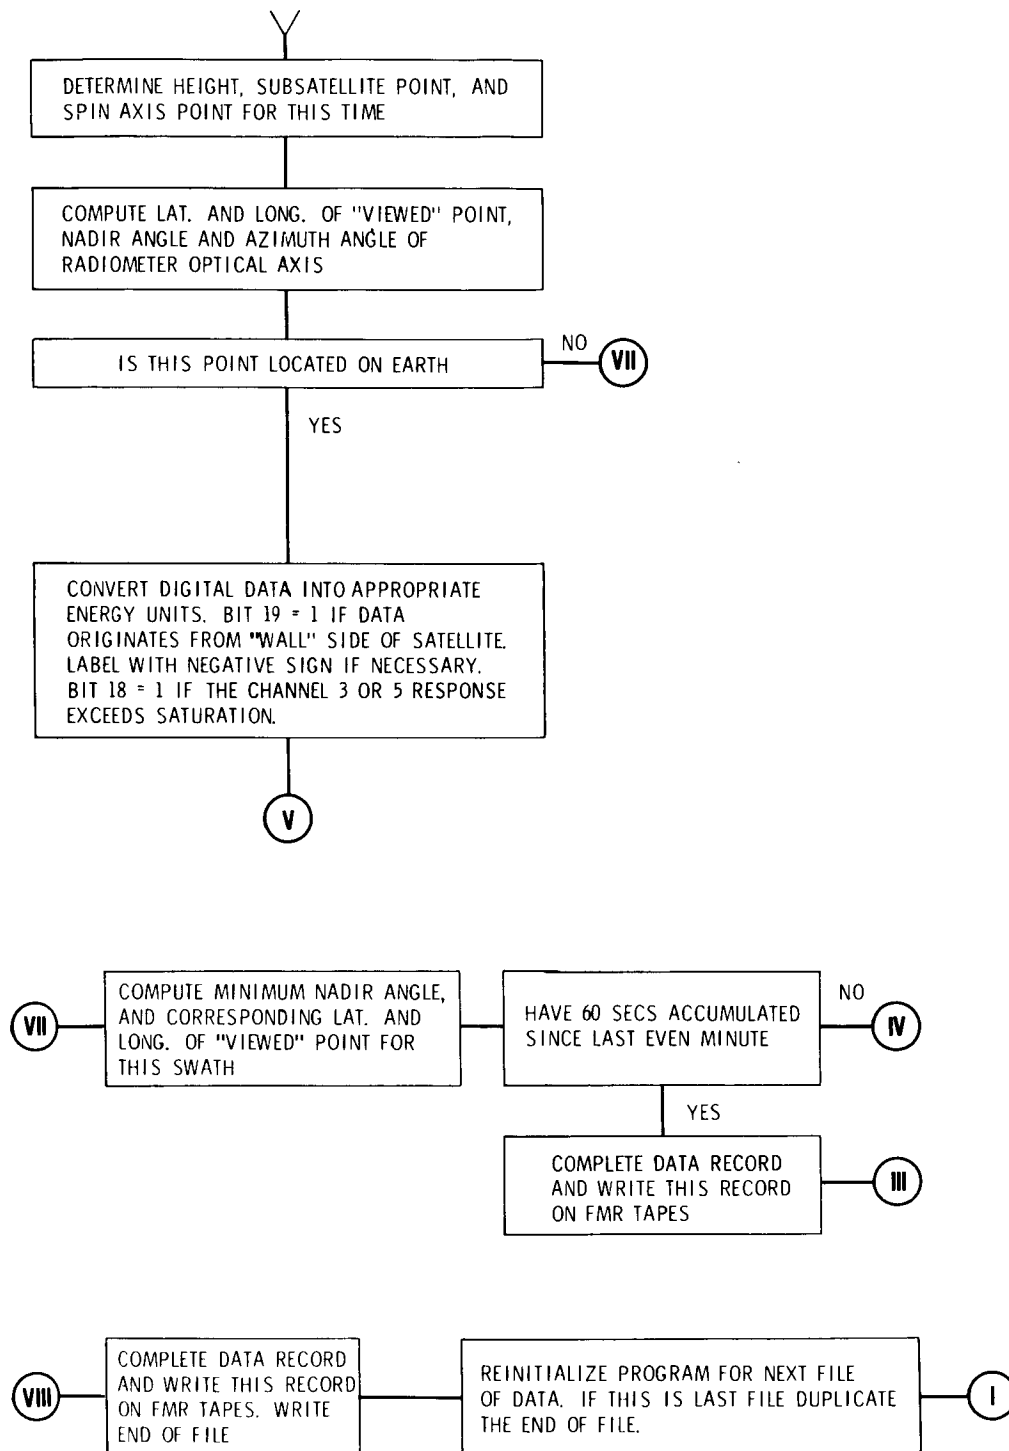 DETERMINE HEIGHT, SUBSATELLITE POINT, AND
SPIN AXIS POINT FOR THIS TIME
COMPUTE LAT. AND LONG. OF "VIEWED" POINT,
NADIR ANGLE AND AZIMUTH ANGLE OF
RADIOMETER OPTICAL AXIS
IS THIS POINT LOCATED ON EARTH
NO
VII
YES
CONVERT DIGITAL DATA INTO APPROPRIATE
ENERGY UNITS. BIT 19 = 1 IF DATA
ORIGINATES FROM "WALL" SIDE OF SATELLITE.
LABEL WITH NEGATIVE SIGN IF NECESSARY.
BIT 18 = 1 IF THE CHANNEL 3 OR 5 RESPONSE
EXCEEDS SATURATION.
V
VII
COMPUTE MINIMUM NADIR ANGLE,
AND CORRESPONDING LAT. AND
LONG. OF "VIEWED" POINT FOR
THIS SWATH
HAVE 60 SECS ACCUMULATED
SINCE LAST EVEN MINUTE
NO
IV
YES
COMPLETE DATA RECORD
AND WRITE THIS RECORD
ON FMR TAPES
III
VIII
COMPLETE DATA RECORD
AND WRITE THIS RECORD
ON FMR TAPES. WRITE
END OF FILE
REINITIALIZE PROGRAM FOR NEXT FILE
OF DATA. IF THIS IS LAST FILE DUPLICATE
THE END OF FILE.
I